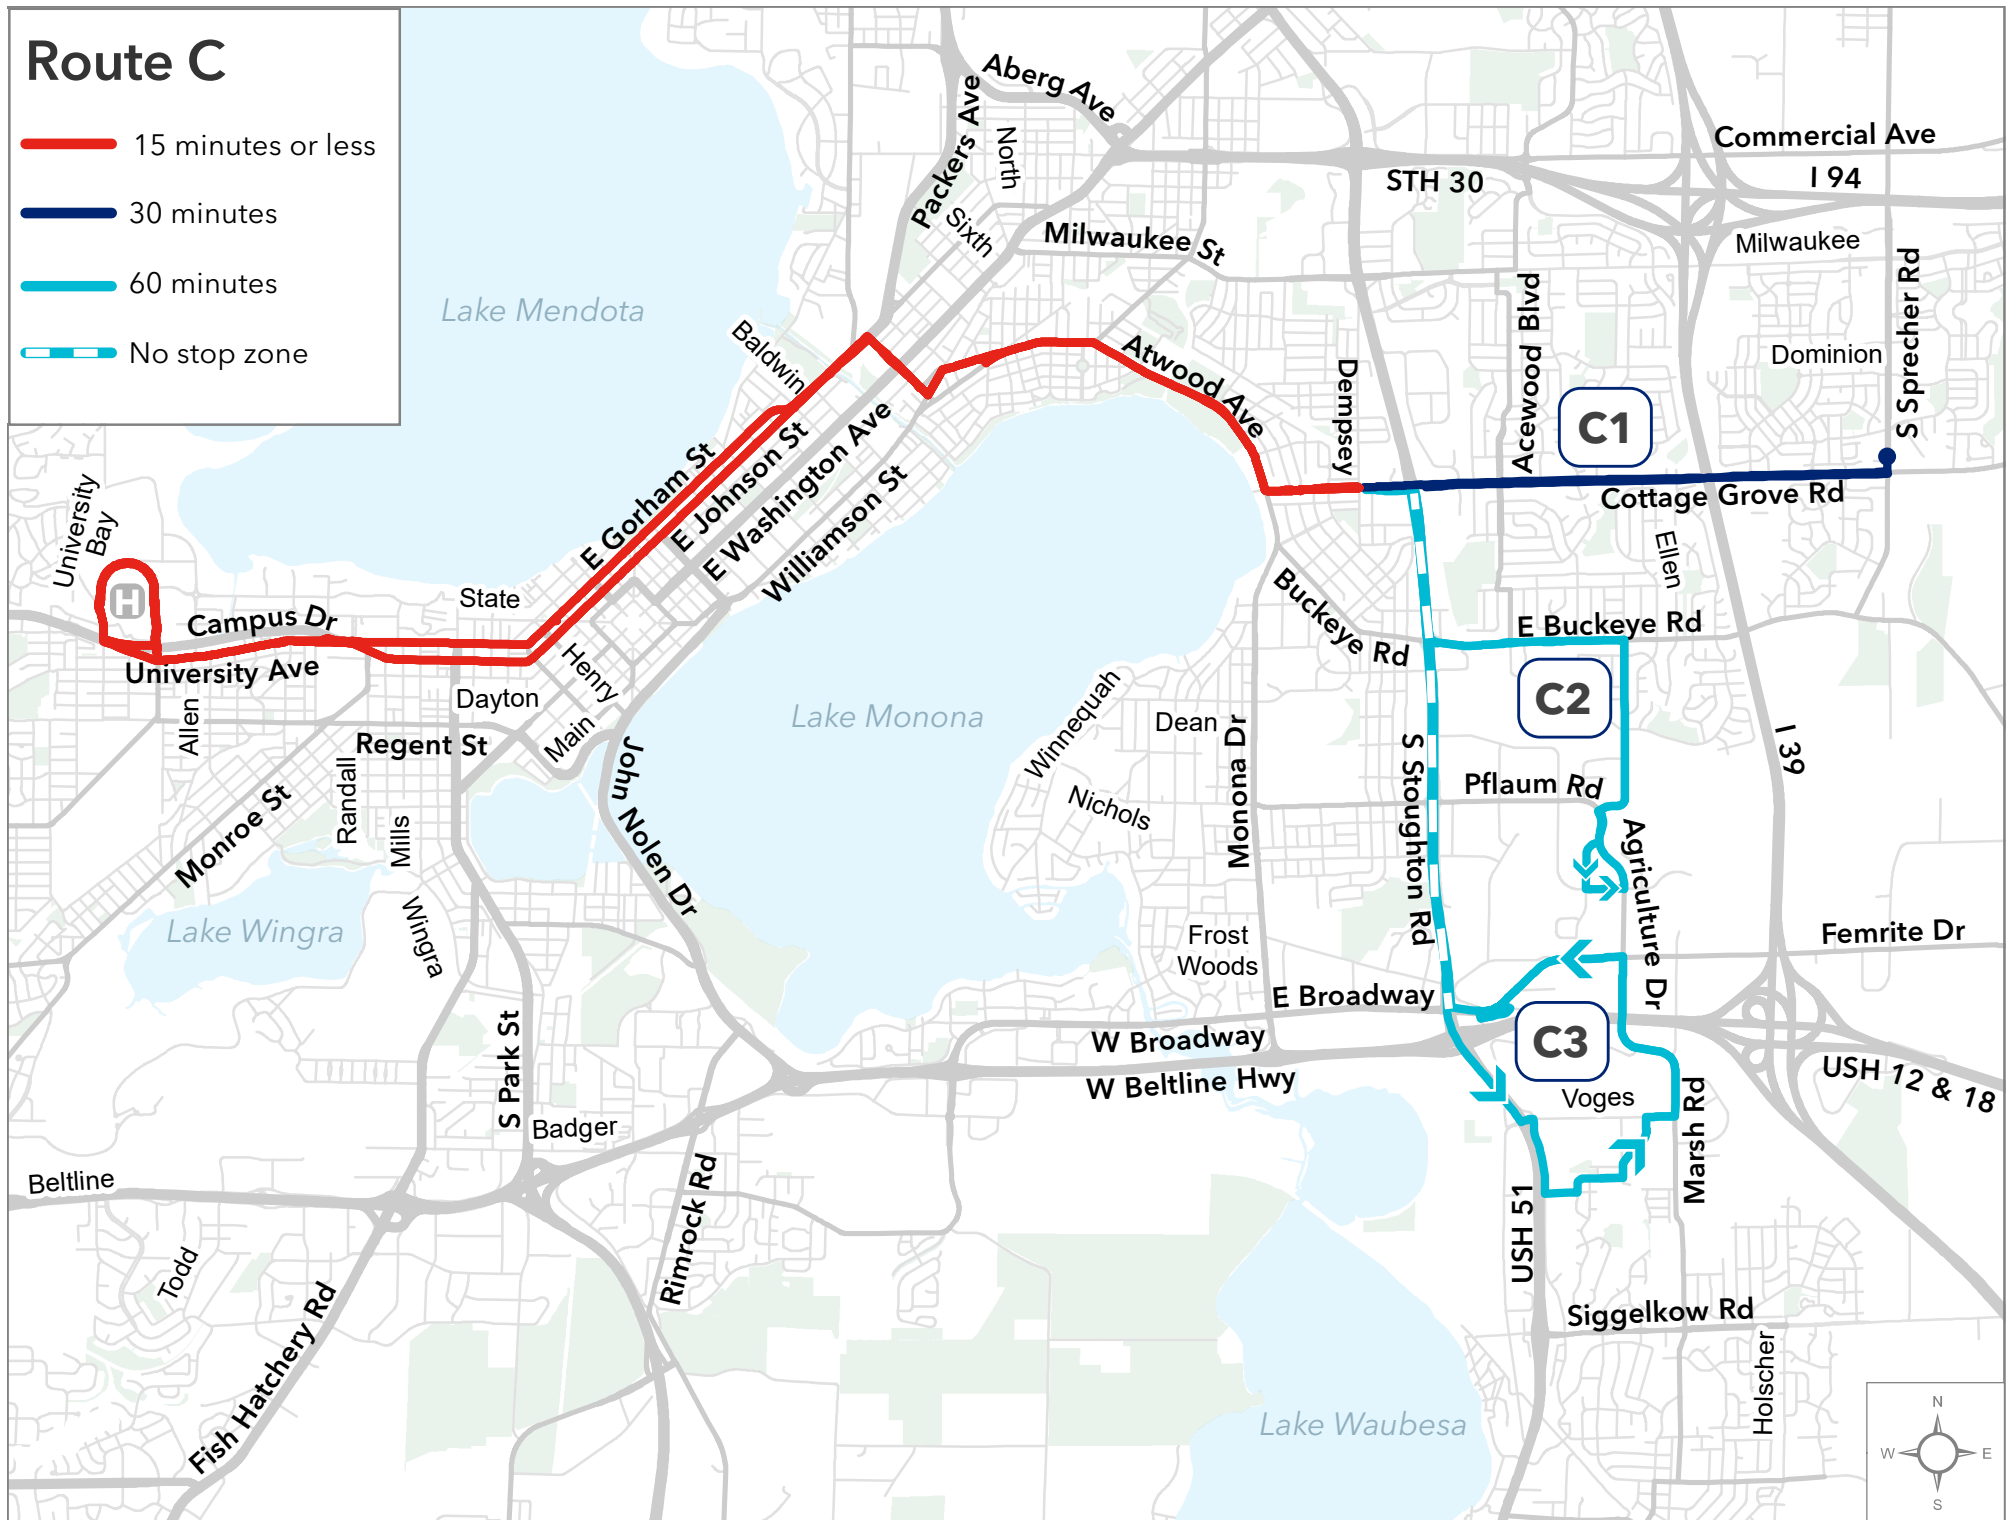 Route C
15 minutes or less
30 minutes
60 minutes
No stop zone
Aberg Ave
Packers Ave
North
Sixth
Commercial Ave
I 94
STH 30
Milwaukee St
Milwaukee
S Sprecher Rd
Lake Mendota
Baldwin
Dominion
Acewood Blvd
Dempsey
Atwood Ave
C1
Cottage Grove Rd
E Gorham St
E Johnson St
E Washington Ave
Williamson St
University
Bay
H
State
Campus Dr
University Ave
Ellen
Buckeye Rd
E Buckeye Rd
C2
Henry
Dayton
Main
Allen
Regent St
Lake Monona
Winnequah
Dean
Monona Dr
S Stoughton Rd
I 39
Pflaum Rd
Nichols
John Nolen Dr
Randall
Mills
Monroe St
Agriculture Dr
Lake Wingra
Wingra
Frost
Woods
Femrite Dr
E Broadway
W Broadway
W Beltline Hwy
C3
USH 12 & 18
Voges
Marsh Rd
S Park St
Badger
Beltline
Rimrock Rd
USH 51
Todd
Fish Hatchery Rd
Siggelkow Rd
Holscher
Lake Waubesa
N
W E
S